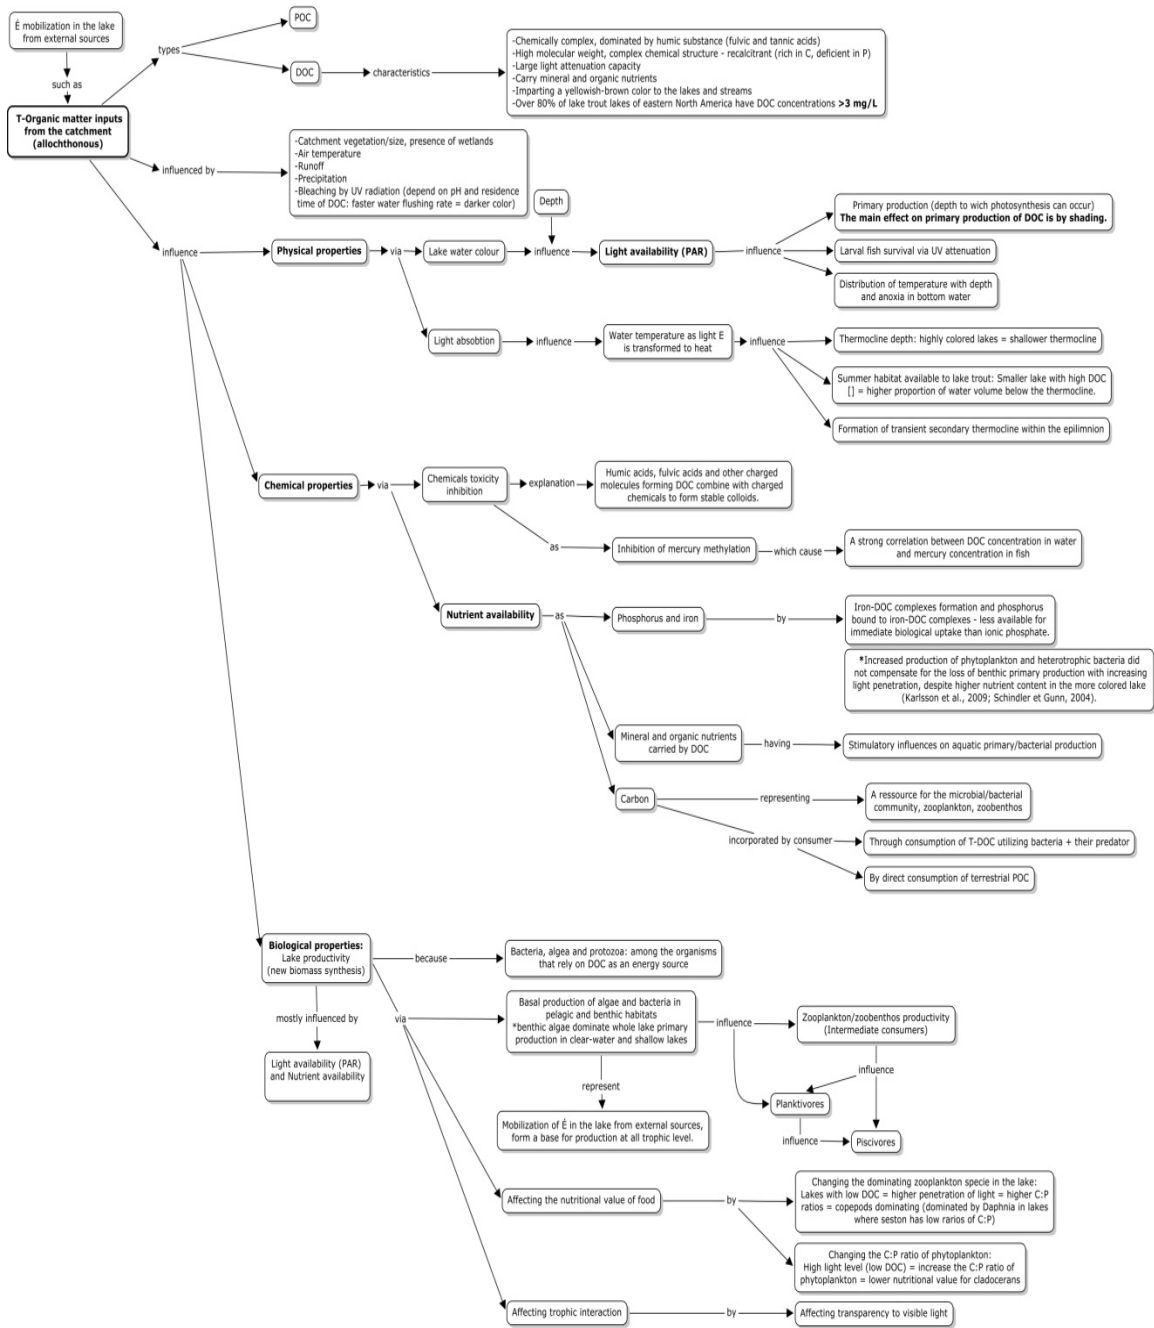 É mobilization in the lake
from external sources
such as
T-Organic matter inputs
from the catchment
(allochthonous)
types
POC
DOC
characteristics
-Chemically complex, dominated by humic substance (fulvic and tannic acids)
-High molecular weight, complex chemical structure - recalcitrant (rich in C, deficient in P)
-Large light attenuation capacity
-Carry mineral and organic nutrients
-Imparting a yellowish-brown color to the lakes and streams
-Over 80% of lake trout lakes of eastern North America have DOC concentrations >3 mg/L
influenced by
-Catchment vegetation/size, presence of wetlands
-Air temperature
-Runoff
-Precipitation
-Bleaching by UV radiation (depend on pH and residence
time of DOC: faster water flushing rate = darker color)
influence
Physical properties
via
Lake water colour
Depth
influence
Light availability (PAR)
influence
Primary production (depth to wich photosynthesis can occur)
The main effect on primary production of DOC is by shading.
Larval fish survival via UV attenuation
Distribution of temperature with depth
and anoxia in bottom water
Light absobtion
influence
Water temperature as light E
is transformed to heat
influence
Thermocline depth: highly colored lakes = shallower thermocline
Summer habitat available to lake trout: Smaller lake with high DOC
[] = higher proportion of water volume below the thermocline.
Formation of transient secondary thermocline within the epilimnion
Chemical properties
via
Chemicals toxicity
inhibition
explanation
Humic acids, fulvic acids and other charged
molecules forming DOC combine with charged
chemicals to form stable colloids.
as
Inhibition of mercury methylation
which cause
A strong correlation between DOC concentration in water
and mercury concentration in fish
Nutrient availability
as
Phosphorus and iron
by
Iron-DOC complexes formation and phosphorus
bound to iron-DOC complexes - less available for
immediate biological uptake than ionic phosphate.
*Increased production of phytoplankton and heterotrophic bacteria did
not compensate for the loss of benthic primary production with increasing
light penetration, despite higher nutrient content in the more colored lake
(Karlsson et al., 2009; Schindler et Gunn, 2004).
Mineral and organic nutrients
carried by DOC
having
Stimulatory influences on aquatic primary/bacterial production
Carbon
representing
A ressource for the microbial/bacterial
community, zooplankton, zoobenthos
incorporated by consumer
Through consumption of T-DOC utilizing bacteria + their predator
By direct consumption of terrestrial POC
Biological properties:
Lake productivity
(new biomass synthesis)
because
Bacteria, algea and protozoa: among the organisms
that rely on DOC as an energy source
mostly influenced by
Light availability (PAR)
and Nutrient availability
via
Basal production of algae and bacteria in
pelagic and benthic habitats
*benthic algae dominate whole lake primary
production in clear-water and shallow lakes
influence
Zooplankton/zoobenthos productivity
(Intermediate consumers)
influence
Planktivores
influence
Piscivores
represent
Mobilization of É in the lake from external sources,
form a base for production at all trophic level.
Affecting the nutritional value of food
by
Changing the dominating zooplankton specie in the lake:
Lakes with low DOC = higher penetration of light = higher C:P
ratios = copepods dominating (dominated by Daphnia in lakes
where seston has low rarios of C:P)
Changing the C:P ratio of phytoplankton:
High light level (low DOC) = increase the C:P ratio of
phytoplankton = lower nutritional value for cladocerans
Affecting trophic interaction
by
Affecting transparency to visible light